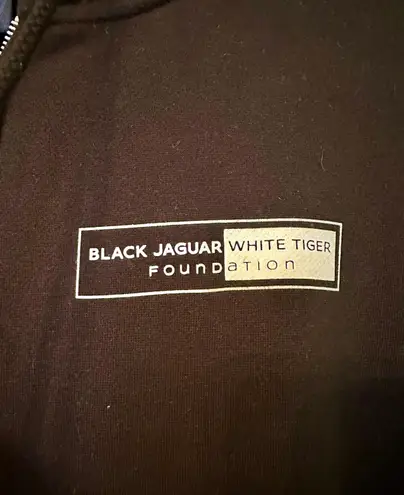 BLACK JAGUAR WHITE TIGER
FOUNDATION